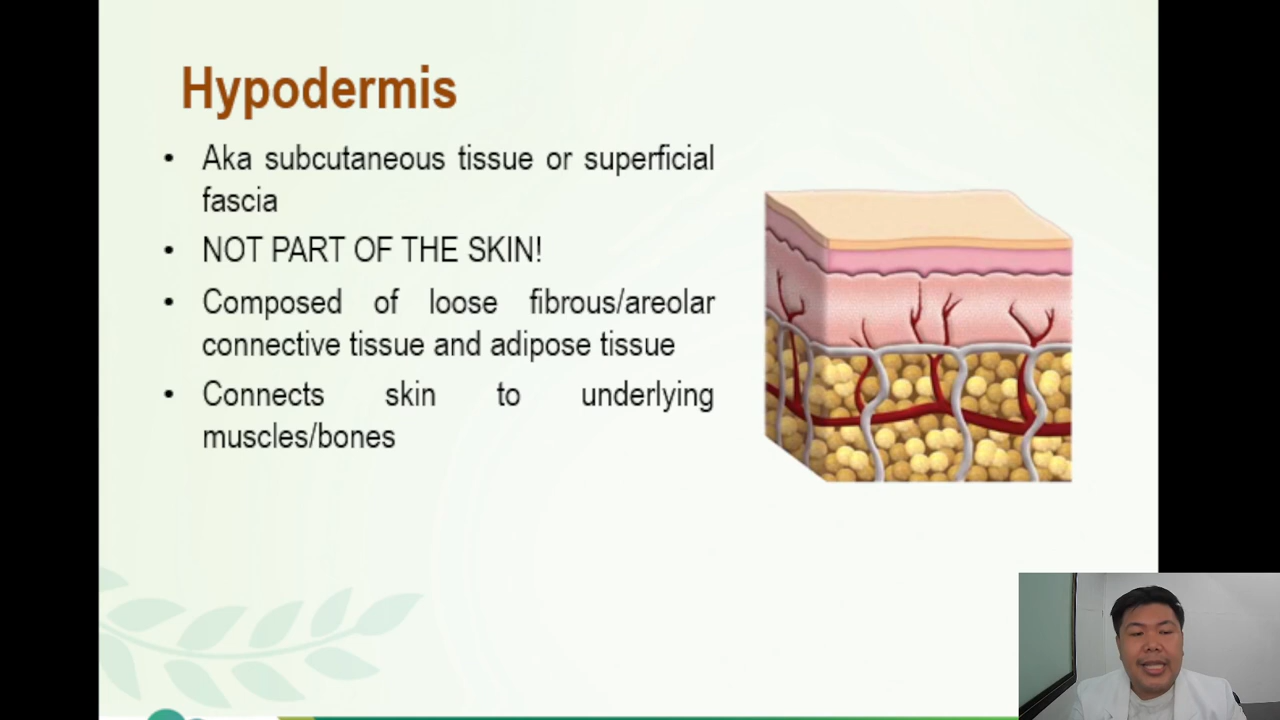 Hypodermis
• Aka subcutaneous tissue or superficial
fascia
• NOT PART OF THE SKIN!
• Composed of loose fibrous/areolar
connective tissue and adipose tissue
• Connects skin to underlying
muscles/bones